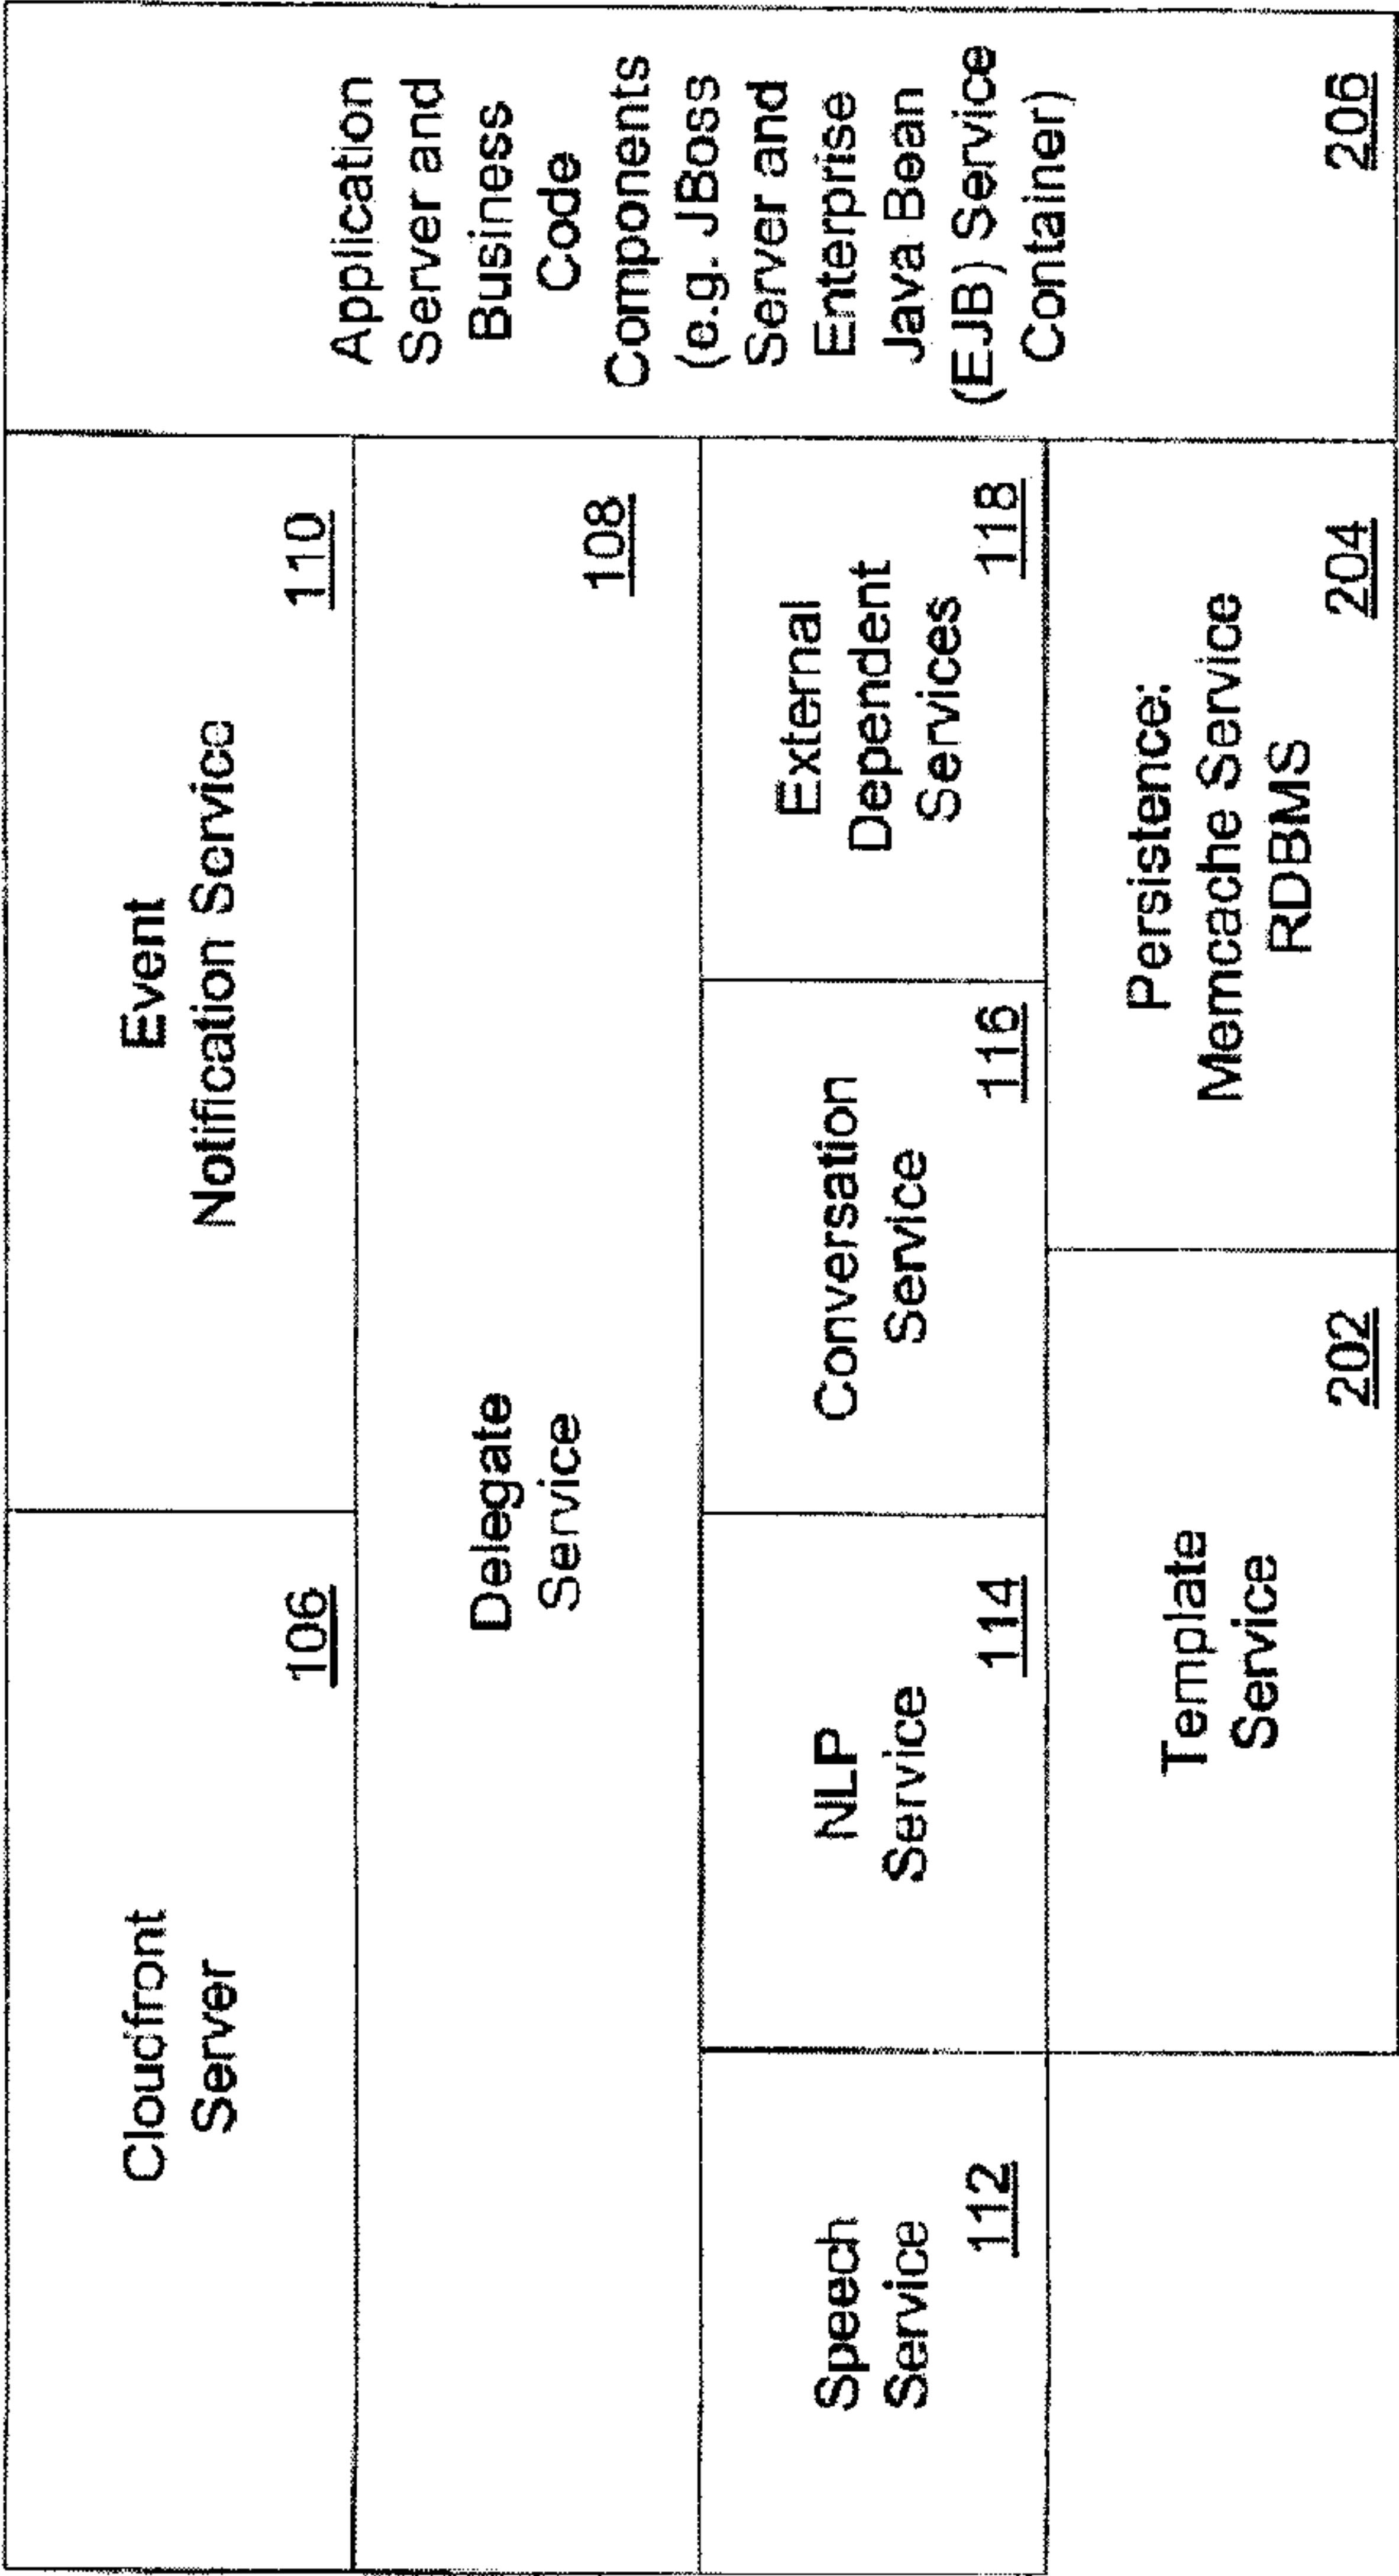 Cloudfront
Server
106
Event
Notification Service
110
Delegate
Service
108
Speech
Service
112
NLP
Service
114
Conversation
Service
116
External
Dependent
Services
118
Template
Service
202
Persistence:
Memcache Service
RDBMS
204
Application
Server and
Business
Code
Components
(e.g. JBoss
Server and
Enterprise
Java Bean
(EJB) Service
Container)
206